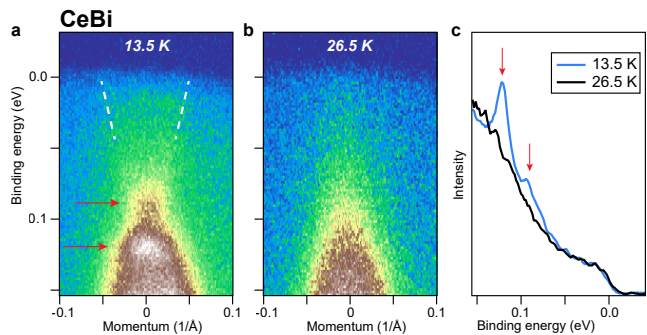 CeBi
a
13.5 K
b
26.5 K
c
13.5 K
26.5 K
Binding energy (eV)
0.0
0.1
Intensity
-0.1
0
0.1
Momentum (1/Å)
-0.1
0
0.1
Momentum (1/Å)
0.1
0.0
Binding energy (eV)